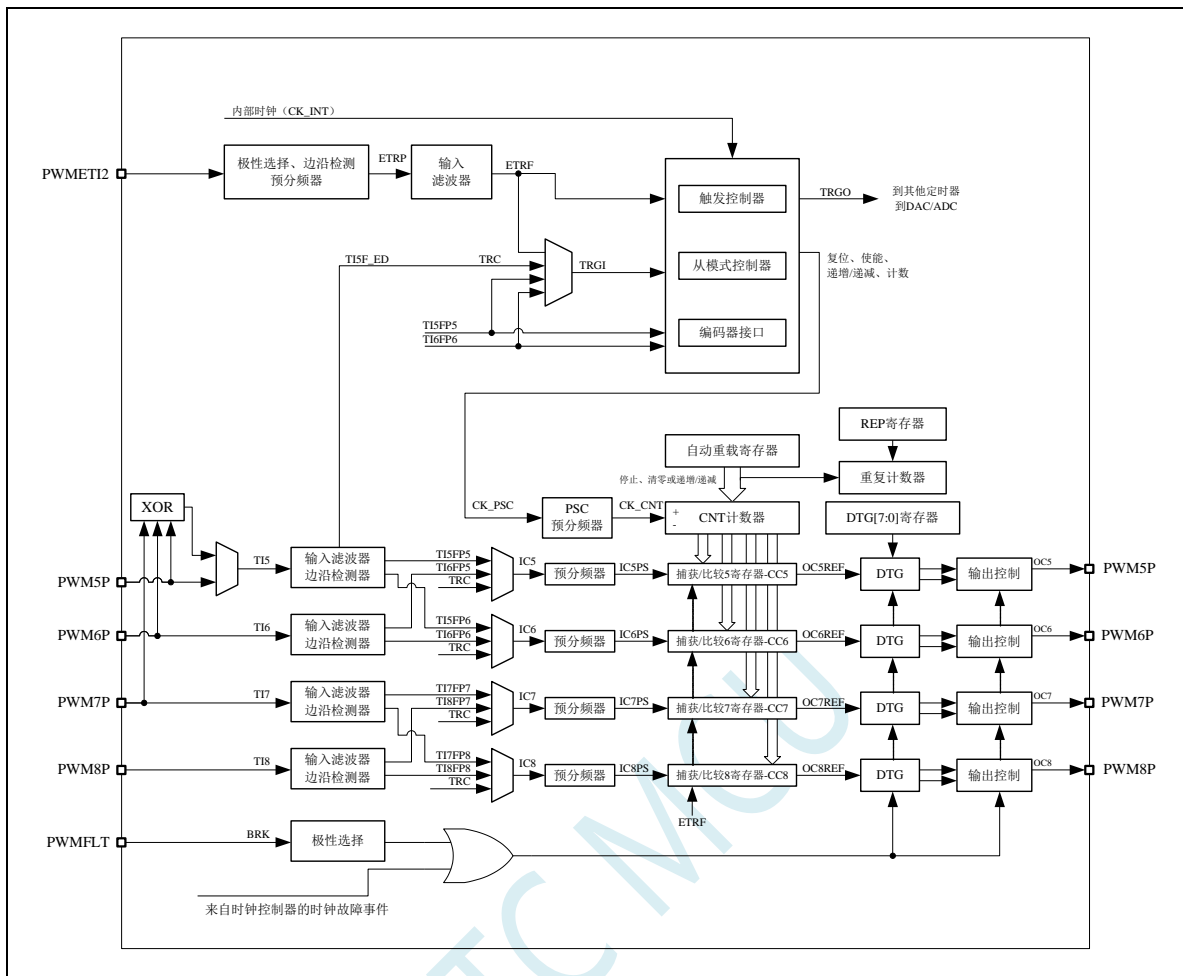 内部时钟（CK_INT）
PWMETI2
极性选择、边沿检测
预分频器
ETRP
输入
滤波器
ETRF
触发控制器
TRGO
到其他定时器
到DAC/ADC
TI5F_ED
TRC
TRGI
从模式控制器
复位、使能、
递增/递减、计数
TI5FP5
TI6FP6
编码器接口
REP寄存器
自动重载寄存器
重复计数器
停止、清零或递增/递减
XOR
CK_PSC
PSC
预分频器
CK_CNT
+
-
CNT计数器
DTG[7:0]寄存器
PWM5P
TI5
输入滤波器
边沿检测器
TI5FP5
TI6FP5
TRC
IC5
预分频器
IC5PS
捕获/比较5寄存器-CC5
OC5REF
DTG
输出控制
OC5
PWM5P
PWM6P
TI6
输入滤波器
边沿检测器
TI5FP6
TI6FP6
TRC
IC6
预分频器
IC6PS
捕获/比较6寄存器-CC6
OC6REF
DTG
输出控制
OC6
PWM6P
PWM7P
TI7
输入滤波器
边沿检测器
TI7FP7
TI8FP7
TRC
IC7
预分频器
IC7PS
捕获/比较7寄存器-CC7
OC7REF
DTG
输出控制
OC7
PWM7P
PWM8P
TI8
输入滤波器
边沿检测器
TI7FP8
TI8FP8
TRC
IC8
预分频器
IC8PS
捕获/比较8寄存器-CC8
OC8REF
DTG
输出控制
OC8
PWM8P
ETRF
PWMFLT
BRK
极性选择
来自时钟控制器的时钟故障事件
TC MCU